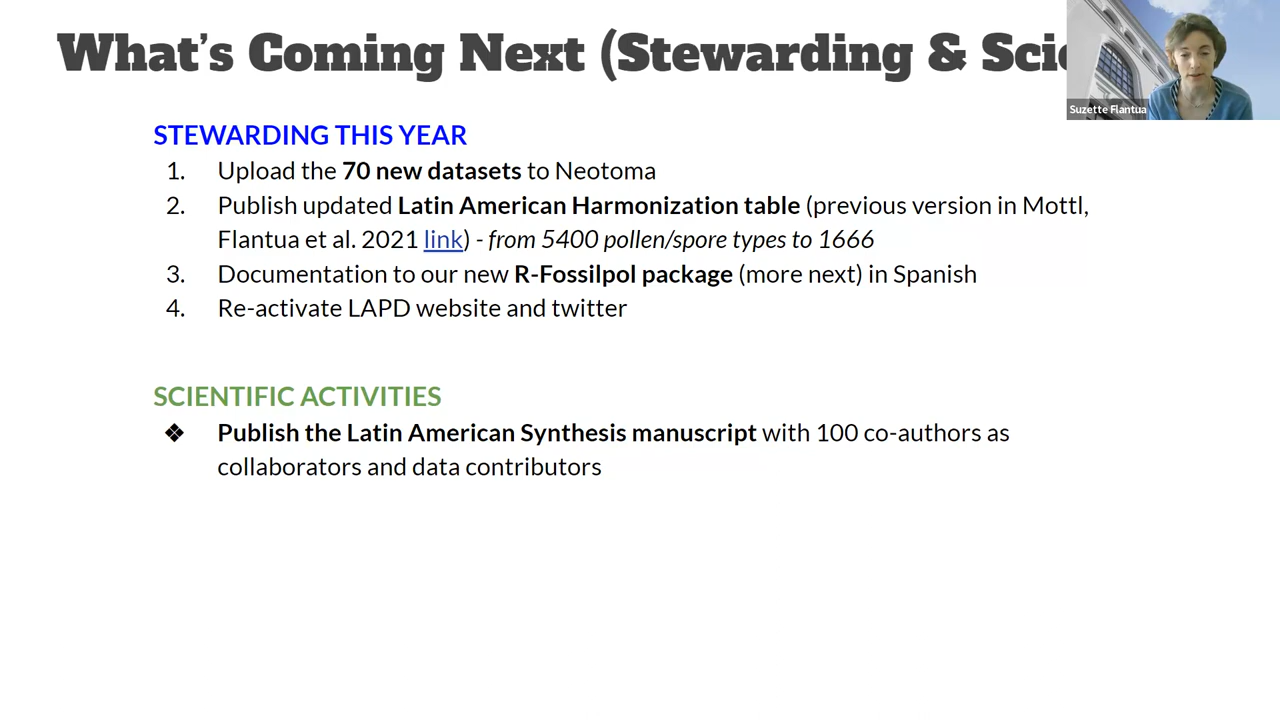 What's Coming Next (Stewarding &
Suzette Flantua
STEWARDING THIS YEAR
1. Upload the 70 new datasets to Neotoma
2. Publish updated Latin American Harmonization table (previous version in Mottl,
Flantua et al. 2021 link) - from 5400 pollen/spore types to 1666
3. Documentation to our new R-Fossilpol package (more next) in Spanish
4. Re-activate LAPD website and twitter
SCIENTIFIC ACTIVITIES
❖ Publish the Latin American Synthesis manuscript with 100 co-authors as
collaborators and data contributors